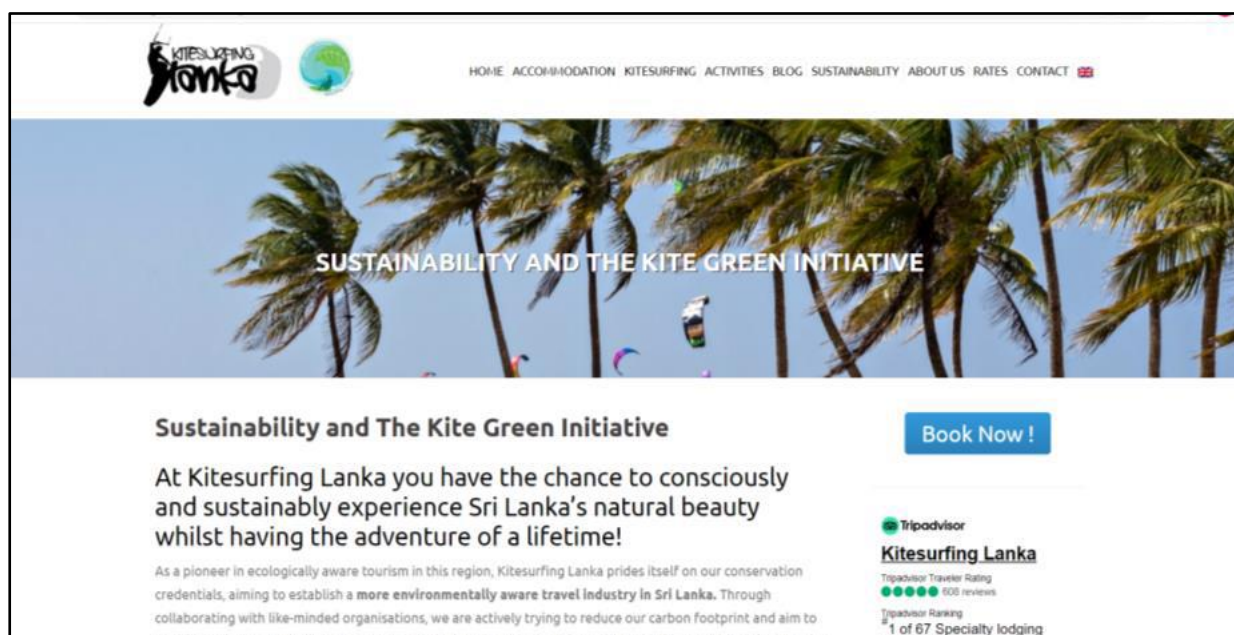 KITESURFING
lanka
HOME ACCOMMODATION KITESURFING ACTIVITIES BLOG SUSTAINABILITY ABOUT US RATES CONTACT
SUSTAINABILITY AND THE KITE GREEN INITIATIVE
Sustainability and The Kite Green Initiative
At Kitesurfing Lanka you have the chance to consciously
and sustainably experience Sri Lanka's natural beauty
whilst having the adventure of a lifetime!
As a pioneer in ecologically aware tourism in this region, Kitesurfing Lanka prides itself on our conservation
credentials, aiming to establish a more environmentally aware travel industry in Sri Lanka. Through
collaborating with like-minded organisations, we are actively trying to reduce our carbon footprint and aim to
Book Now !
Tripadvisor
Kitesurfing Lanka
Tripadvisor Traveler Rating
608 reviews
Tripadvisor Ranking
#1 of 67 Specialty lodging